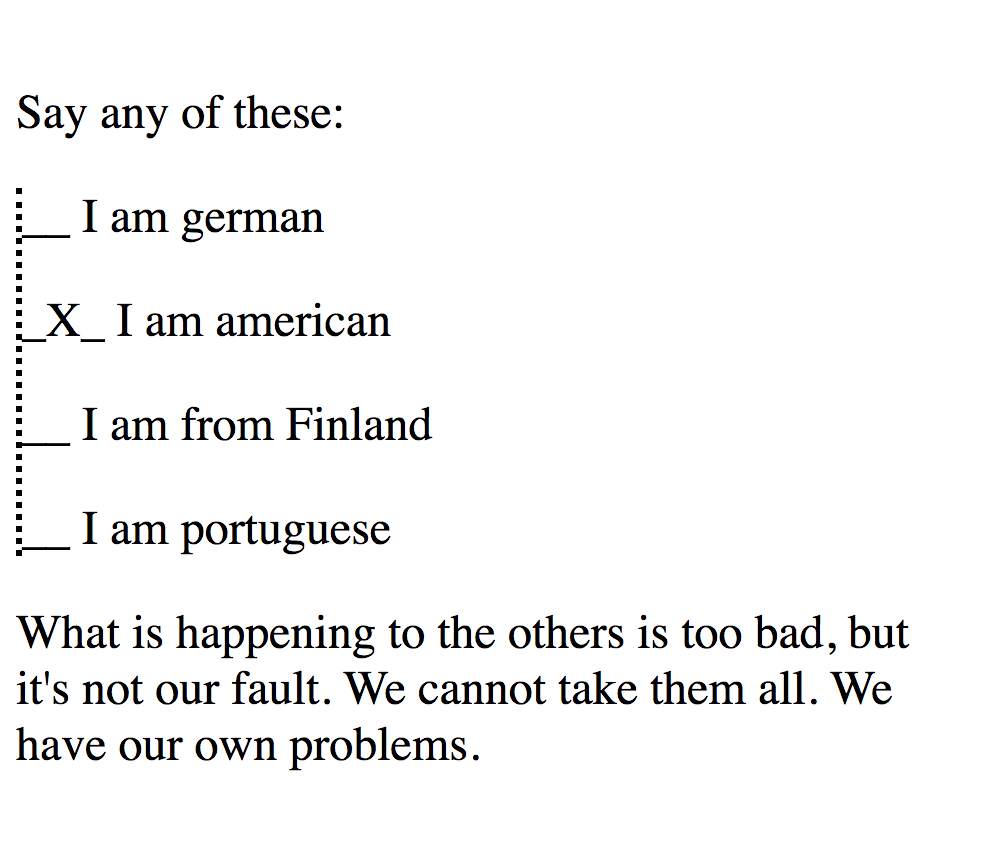 Say any of these:
__ I am german
_X_ I am american
__ I am from Finland
__ I am portuguese
What is happening to the others is too bad, but
it's not our fault. We cannot take them all. We
have our own problems.